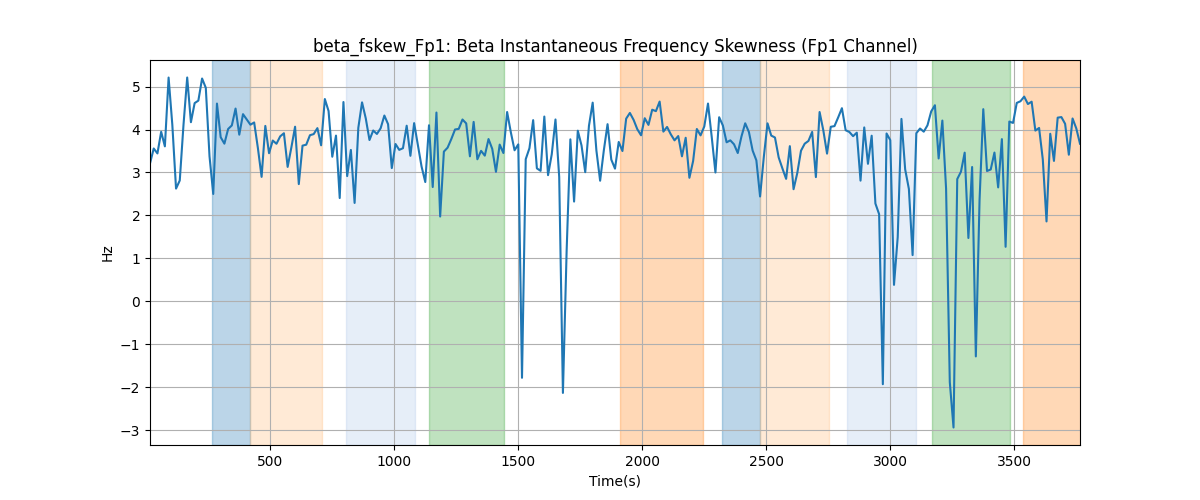 beta_fskew_Fp1: Beta Instantaneous Frequency Skewness (Fp1 Channel)
5
4
3
2
1
0
−1
−2
−3
Hz
500 1000 1500 2000 2500 3000 3500
Time(s)